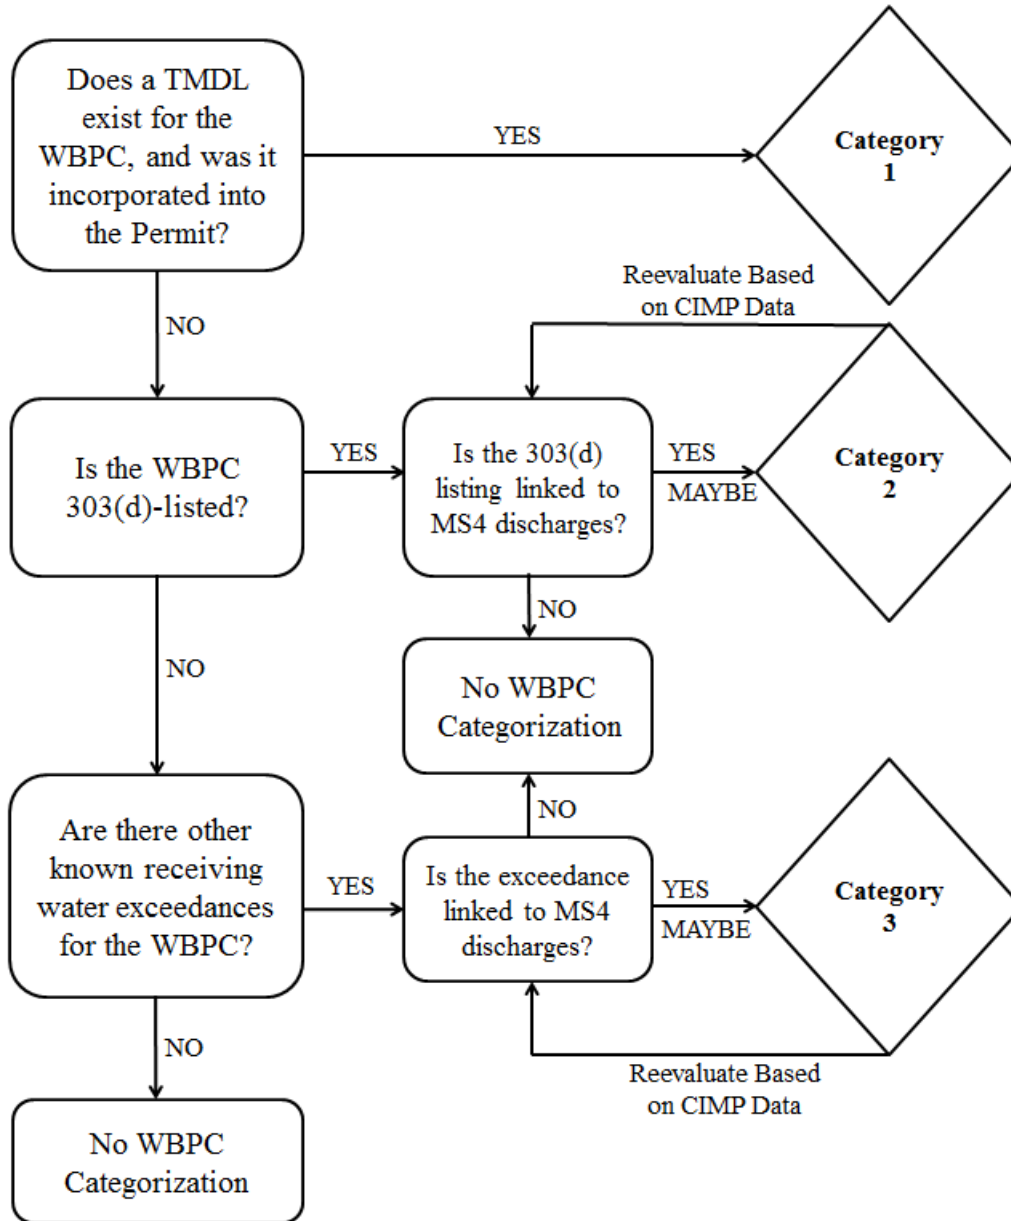 Does a TMDL
exist for the
WBPC, and was it
incorporated into
the Permit?
YES
Category
1
NO
Reevaluate Based
on CIMP Data
Is the WBPC
303(d)-listed?
YES
Is the 303(d)
listing linked to
MS4 discharges?
YES
MAYBE
Category
2
NO
NO
No WBPC
Categorization
NO
Are there other
known receiving
water exceedances
for the WBPC?
YES
Is the exceedance
linked to MS4
discharges?
YES
MAYBE
Category
3
NO
Reevaluate Based
on CIMP Data
No WBPC
Categorization